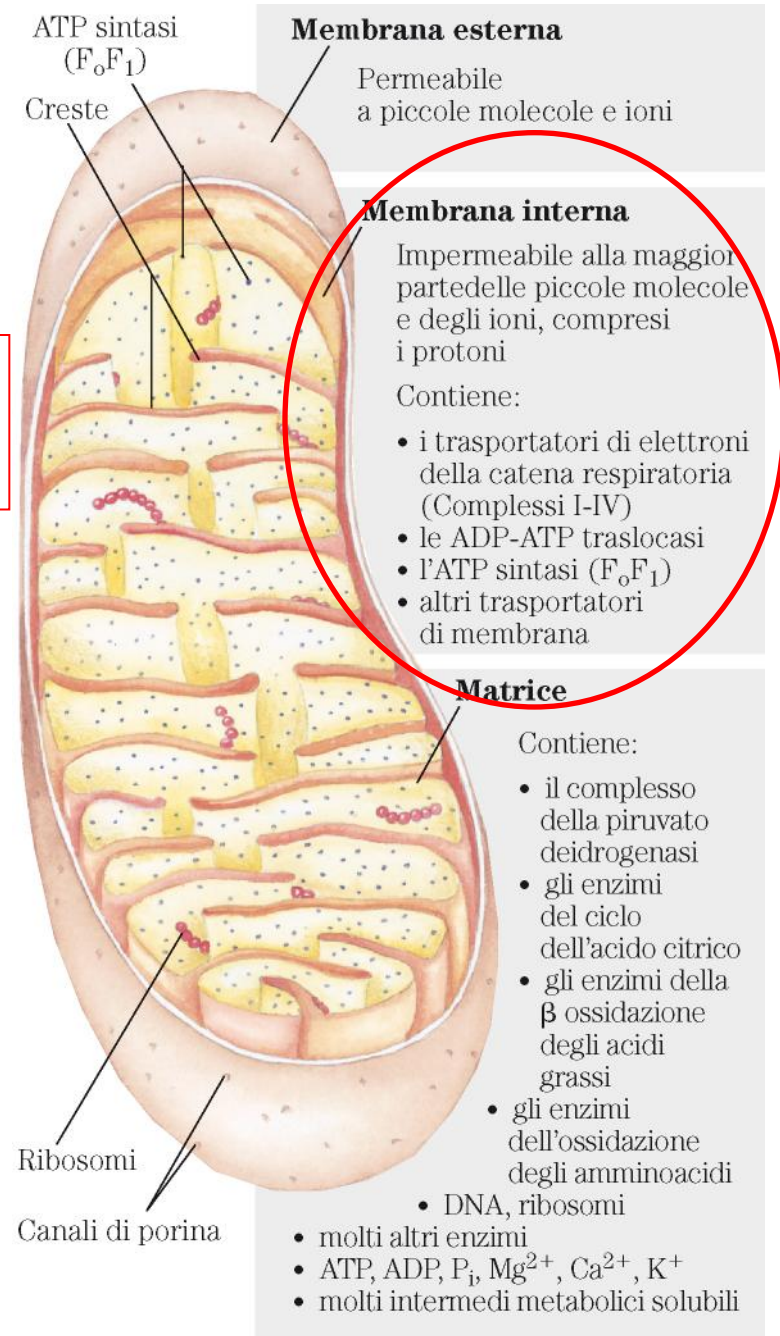 ATP sintasi
(FₒF₁)
Creste
Membrana esterna
Permeabile
a piccole molecole e ioni
Membrana interna
Impermeabile alla maggior
partedelle piccole molecole
e degli ioni, compresi
i protoni
Contiene:
• i trasportatori di elettroni
della catena respiratoria
(Complessi I-IV)
• le ADP-ATP traslocasi
• l'ATP sintasi (FₒF₁)
• altri trasportatori
di membrana
Matrice
Contiene:
• il complesso
della piruvato
deidrogenasi
• gli enzimi
del ciclo
dell'acido citrico
• gli enzimi della
β ossidazione
degli acidi
grassi
• gli enzimi
dell'ossidazione
degli amminoacidi
• DNA, ribosomi
• molti altri enzimi
• ATP, ADP, Pᵢ, Mg²⁺, Ca²⁺, K⁺
• molti intermedi metabolici solubili
Ribosomi
Canali di porina